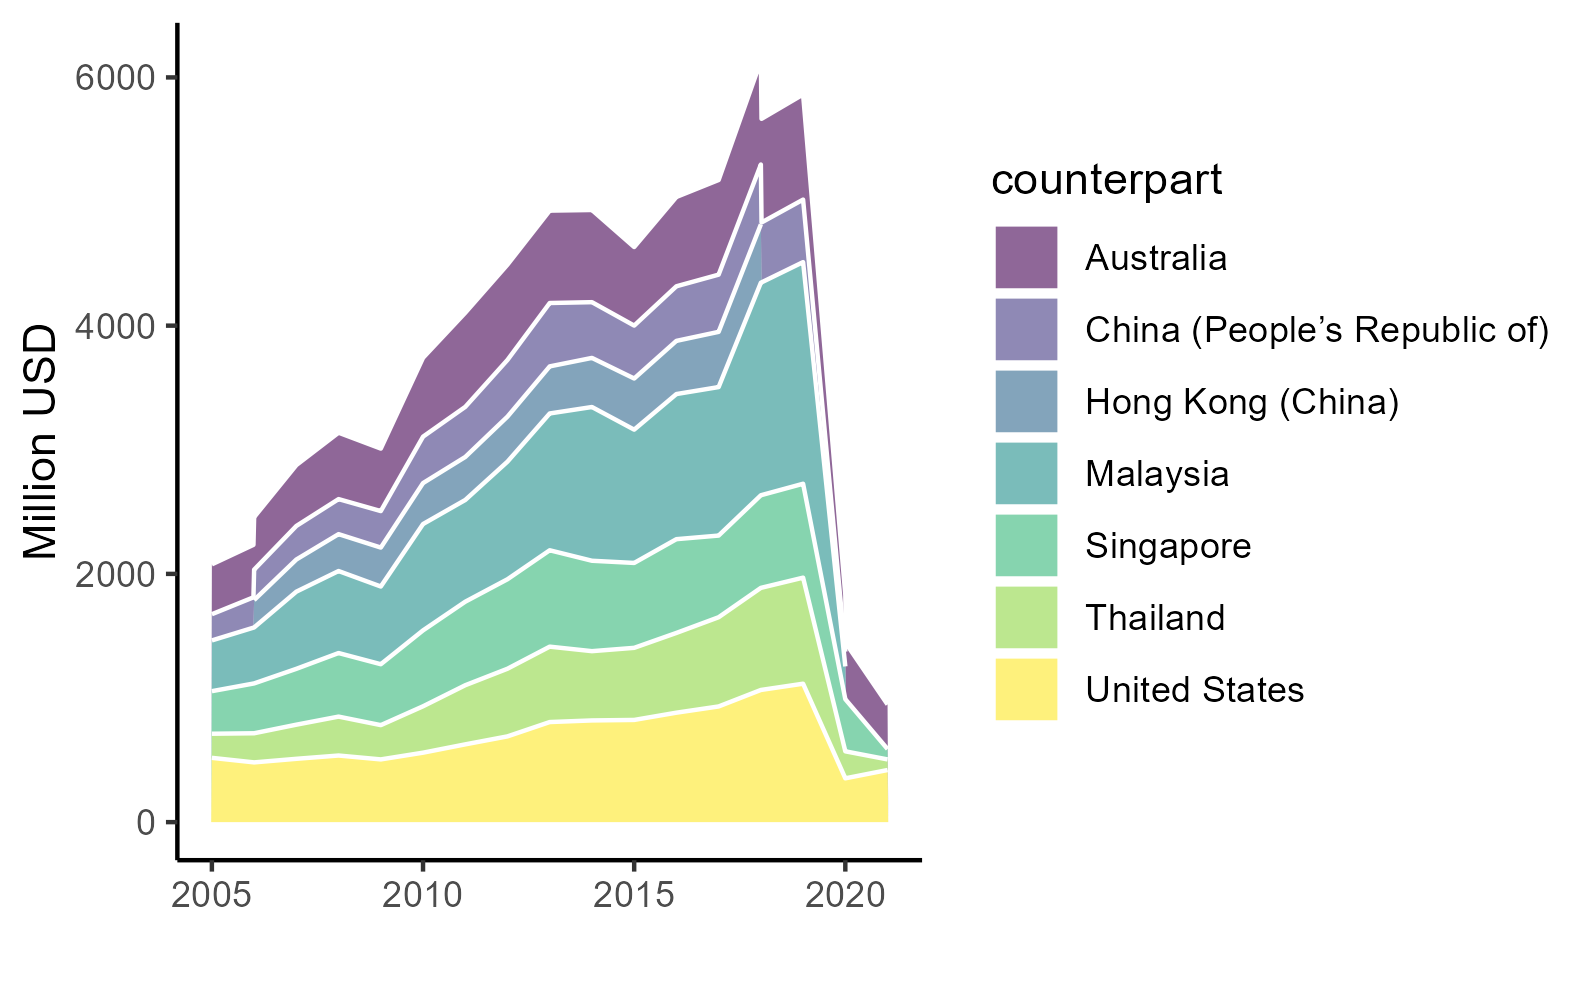 6000
4000
2000
0
Million USD
2005 2010 2015 2020
counterpart
Australia
China (People’s Republic of)
Hong Kong (China)
Malaysia
Singapore
Thailand
United States